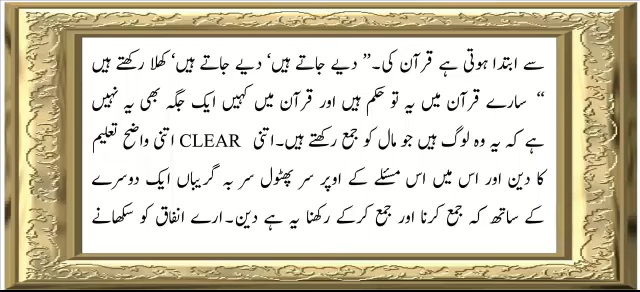 سے ابتدا ہوتی ہے قرآن کی۔” دیے جاتے ہیں‘ دیے جاتے ہیں‘ کھلا رکھتے ہیں
“ سارے قرآن میں یہ تو حکم ہیں اور قرآن میں کہیں ایک جگہ بھی یہ نہیں
ہے کہ یہ وہ لوگ ہیں جو مال کو جمع رکھتے ہیں۔اتنی CLEAR اتنی واضح تعلیم
کا دین اور اس میں اس مسئلے کے اوپر سر پھٹول سر بہ گریباں ایک دوسرے
کے ساتھ کہ جمع کرنا اور جمع کرکے رکھنا یہ ہے دین۔ارے انفاق کو سکھانے